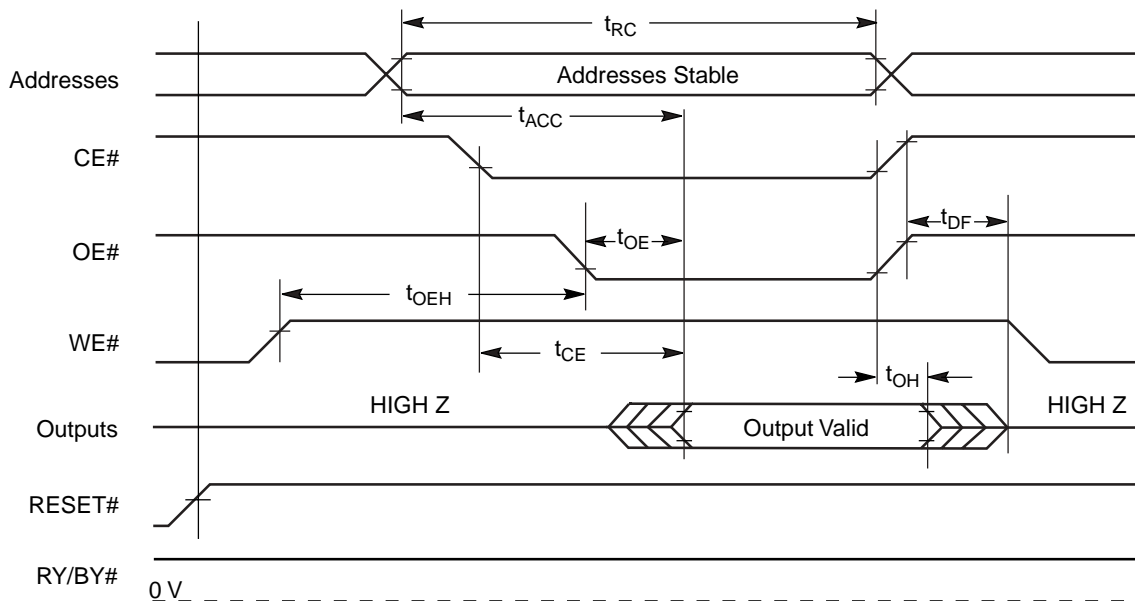 tRC
Addresses
Addresses Stable
tACC
CE#
tDF
OE#
tOE
tOEH
WE#
tCE
tOH
HIGH Z
HIGH Z
Outputs
Output Valid
RESET#
RY/BY#
0 V